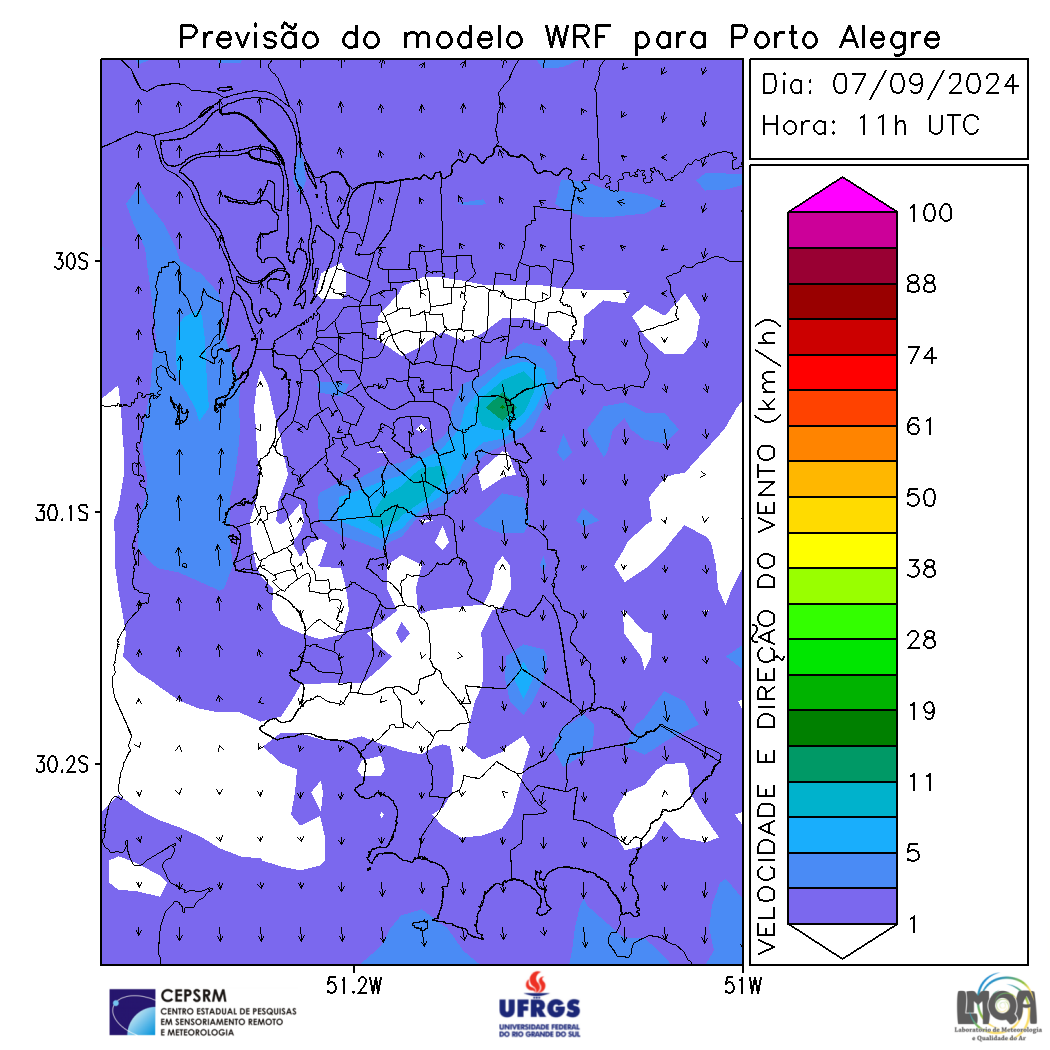 Previsão do modelo WRF para Porto Alegre
Dia: 07/09/2024
Hora: 11h UTC
30S
30.1S
30.2S
51.2W
51W
VELOCIDADE E DIREÇÃO DO VENTO (km/h)
100
88
74
61
50
38
28
19
11
5
1
CEPSRM
CENTRO ESTADUAL DE PESQUISAS
EM SENSORIAMENTO REMOTO
E METEOROLOGIA
UFRGS
UNIVERSIDADE FEDERAL
DO RIO GRANDE DO SUL
LMQA
Laboratório de Meteorologia
e Qualidade do Ar